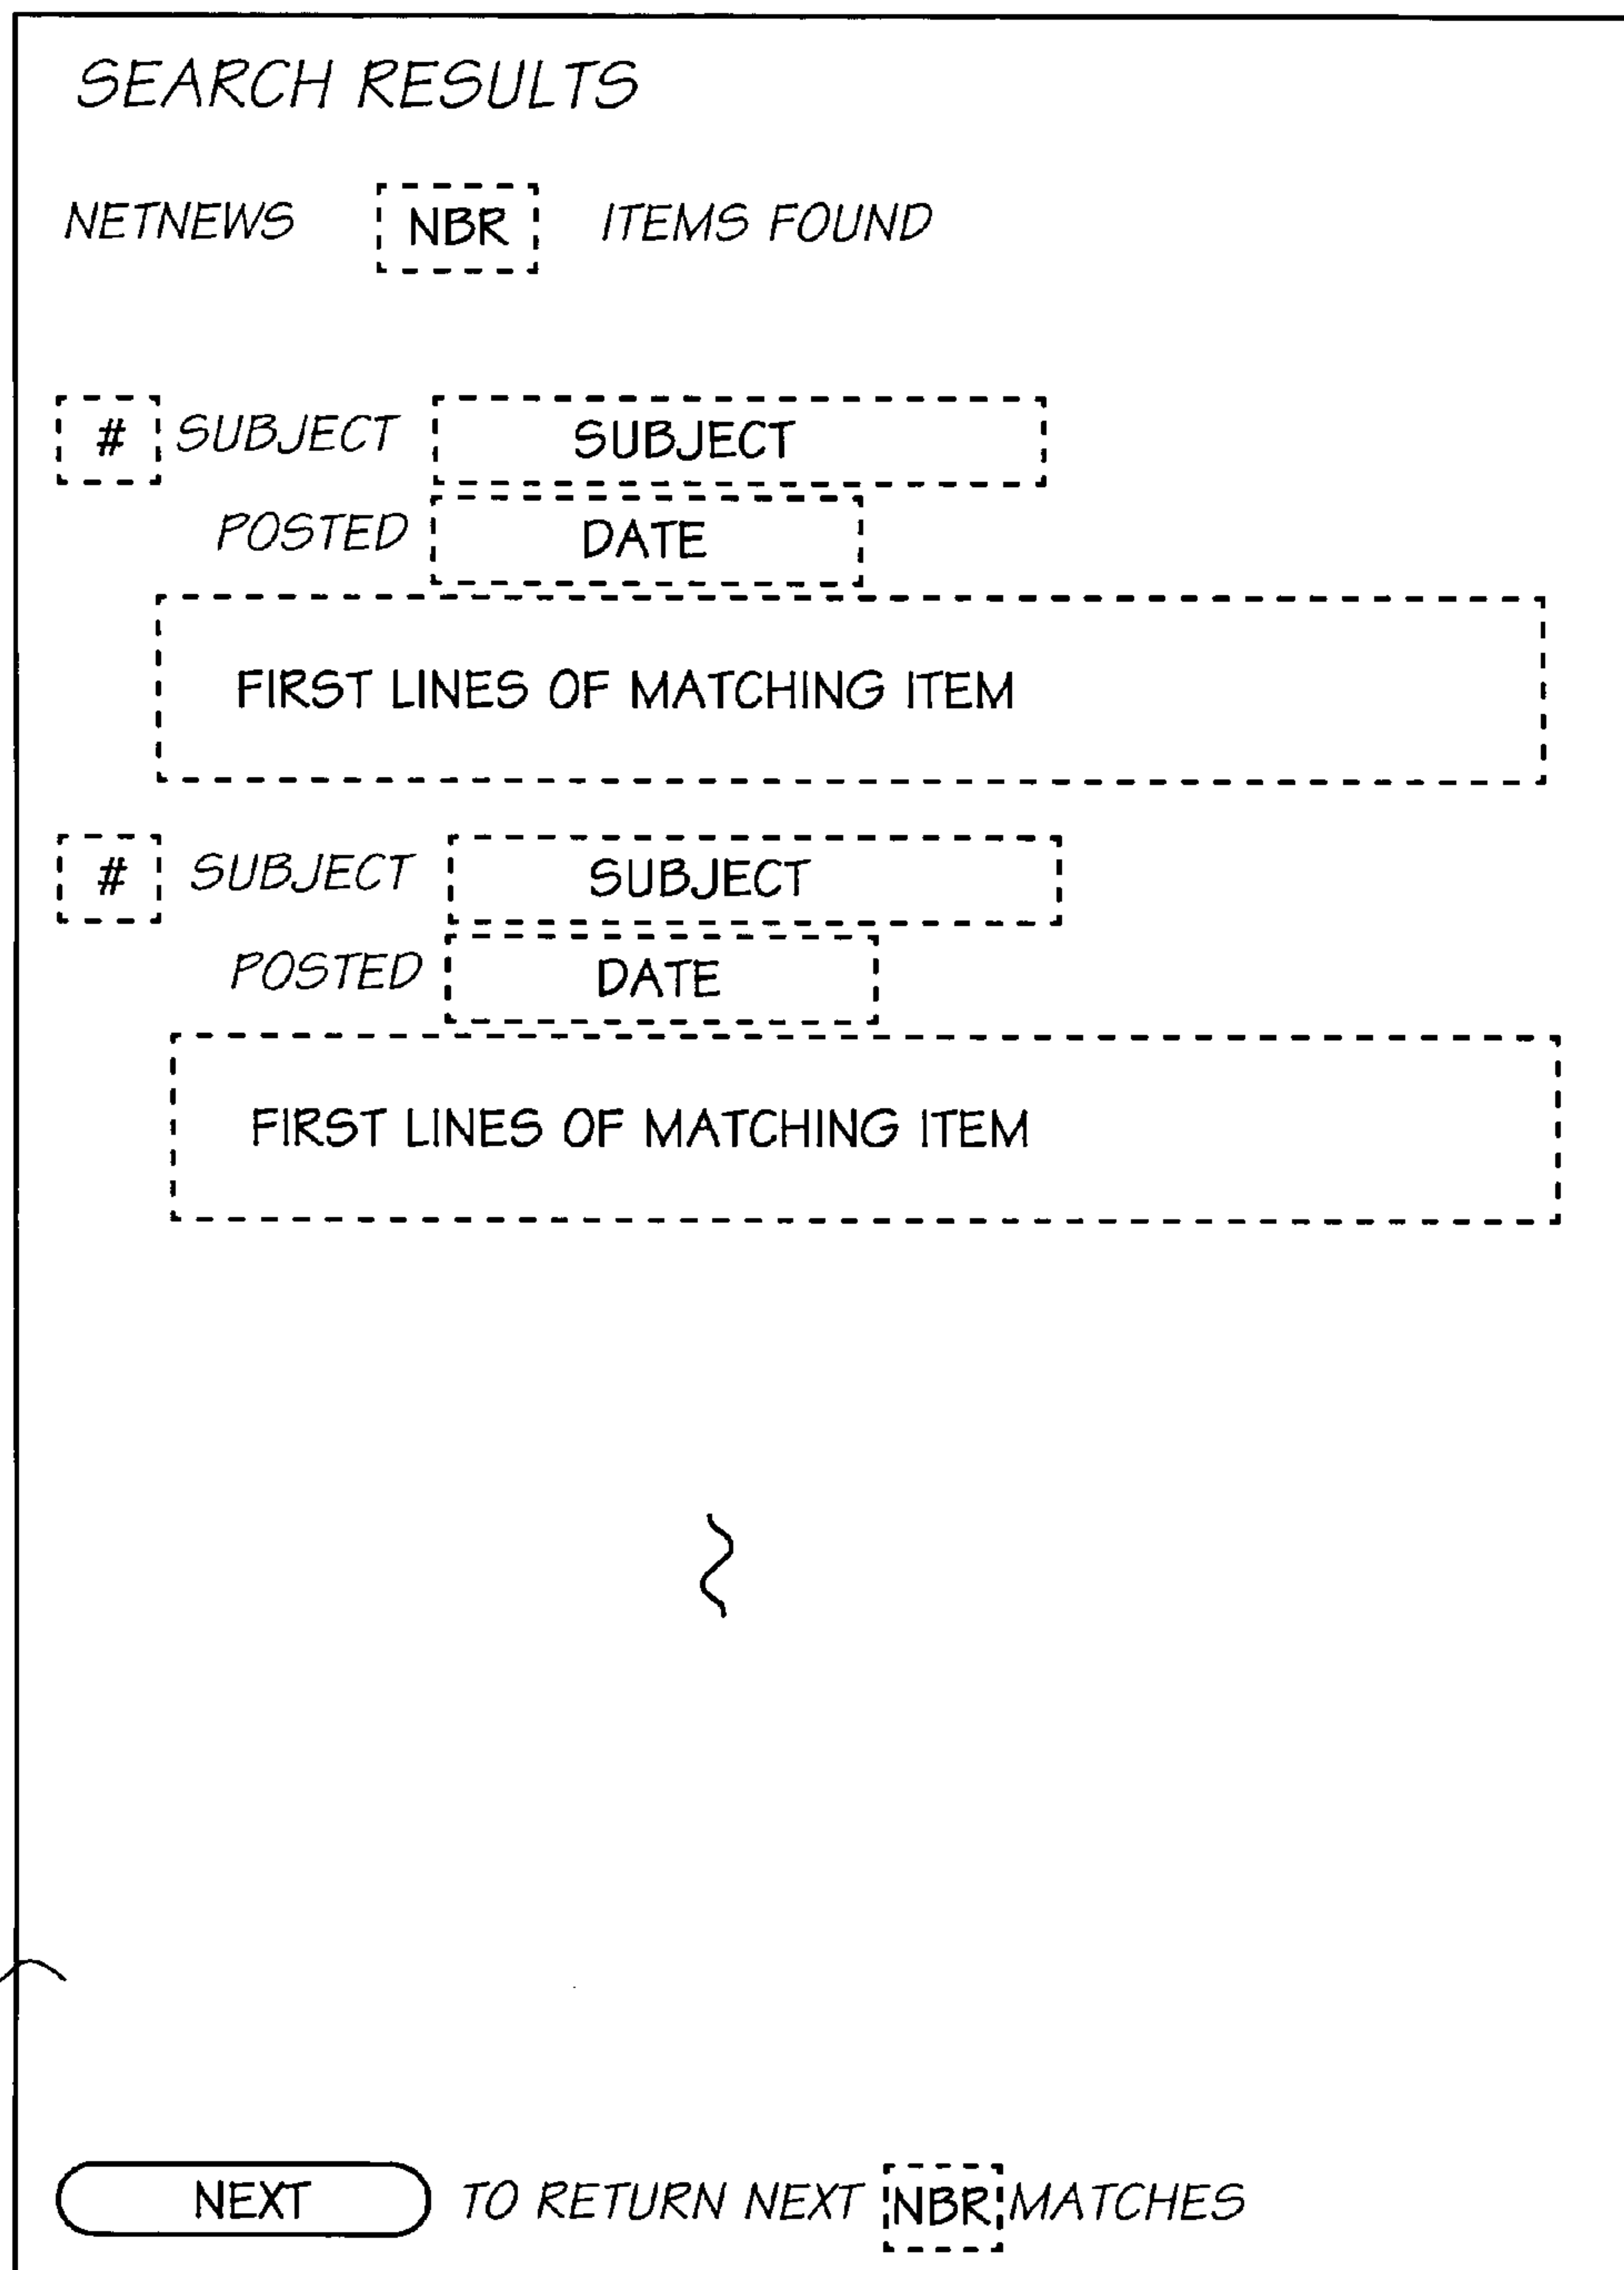 SEARCH RESULTS
NETNEWS NBR ITEMS FOUND
# SUBJECT SUBJECT
POSTED DATE
FIRST LINES OF MATCHING ITEM
# SUBJECT SUBJECT
POSTED DATE
FIRST LINES OF MATCHING ITEM
NEXT TO RETURN NEXT NBR MATCHES